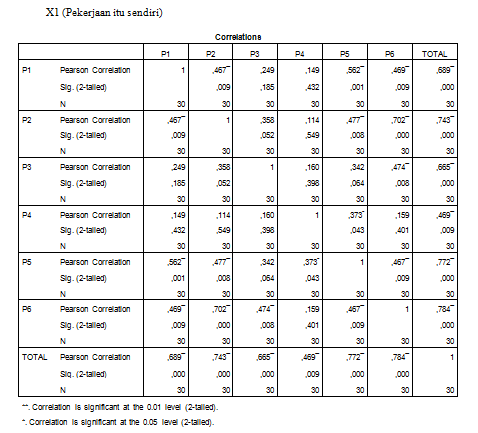 X1 (Pekerjaan itu sendiri)
Correlations
P1 P2 P3 P4 P5 P6 TOTAL
P1 Pearson Correlation 1 ,467** ,249 ,149 ,562** ,469** ,689**
Sig. (2-tailed) ,009 ,185 ,432 ,001 ,009 ,000
N 30 30 30 30 30 30 30
P2 Pearson Correlation ,467** 1 ,358 ,114 ,477** ,702** ,743**
Sig. (2-tailed) ,009 ,052 ,549 ,008 ,000 ,000
N 30 30 30 30 30 30 30
P3 Pearson Correlation ,249 ,358 1 ,160 ,342 ,474** ,665**
Sig. (2-tailed) ,185 ,052 ,398 ,064 ,008 ,000
N 30 30 30 30 30 30 30
P4 Pearson Correlation ,149 ,114 ,160 1 ,373* ,159 ,469**
Sig. (2-tailed) ,432 ,549 ,398 ,043 ,401 ,009
N 30 30 30 30 30 30 30
P5 Pearson Correlation ,562** ,477** ,342 ,373* 1 ,467** ,772**
Sig. (2-tailed) ,001 ,008 ,064 ,043 ,009 ,000
N 30 30 30 30 30 30 30
P6 Pearson Correlation ,469** ,702** ,474** ,159 ,467** 1 ,784**
Sig. (2-tailed) ,009 ,000 ,008 ,401 ,009 ,000
N 30 30 30 30 30 30 30
TOTAL Pearson Correlation ,689** ,743** ,665** ,469** ,772** ,784** 1
Sig. (2-tailed) ,000 ,000 ,000 ,009 ,000 ,000
N 30 30 30 30 30 30 30
**. Correlation is significant at the 0.01 level (2-tailed).
*. Correlation is significant at the 0.05 level (2-tailed).